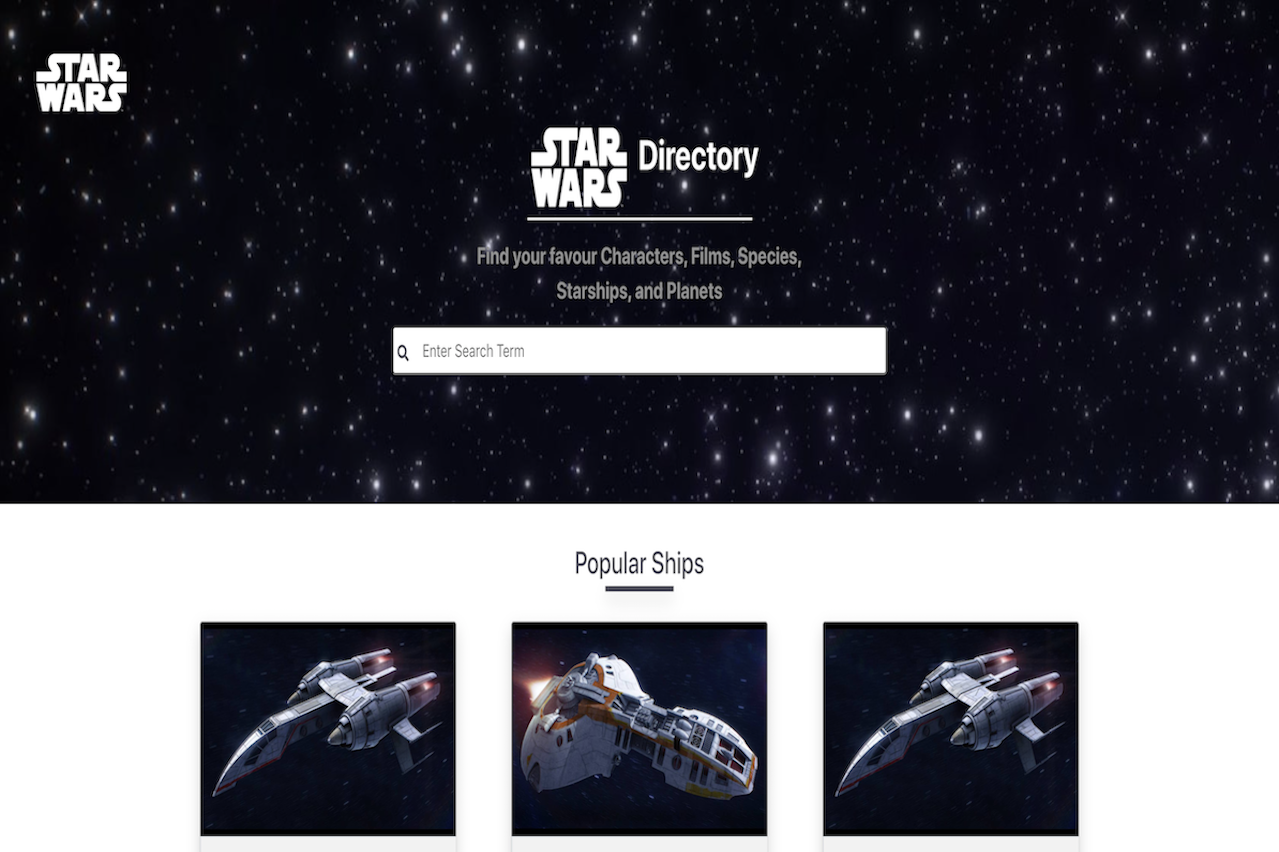 STAR
WARS
STAR
WARS Directory
Find your favour Characters, Films, Species,
Starships, and Planets
Enter Search Term
Popular Ships